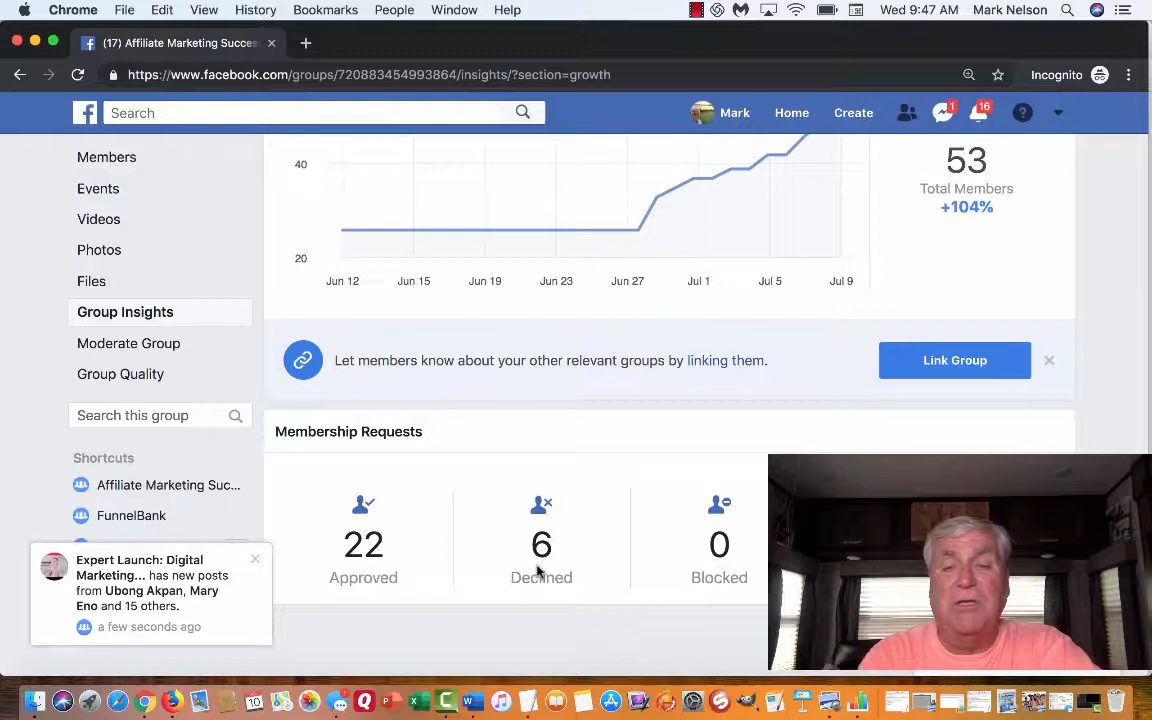 Chrome File Edit View History Bookmarks People Window Help Wed 9:47 AM Mark Nelson
(17) Affiliate Marketing Succes
https://www.facebook.com/groups/720883454993864/insights/?section=growth Incognito
Search Mark Home Create 1 16
Members
Events
Videos
Photos
Files
Group Insights
Moderate Group
Group Quality
Search this group
Shortcuts
Affiliate Marketing Suc...
FunnelBank
Expert Launch: Digital
Marketing... has new posts
from Ubong Akpan, Mary
Eno and 15 others.
a few seconds ago
40
20
Jun 12 Jun 15 Jun 19 Jun 23 Jun 27 Jul 1 Jul 5 Jul 9
53
Total Members
+104%
Let members know about your other relevant groups by linking them. Link Group
Membership Requests
22 6 0
Approved Declined Blocked